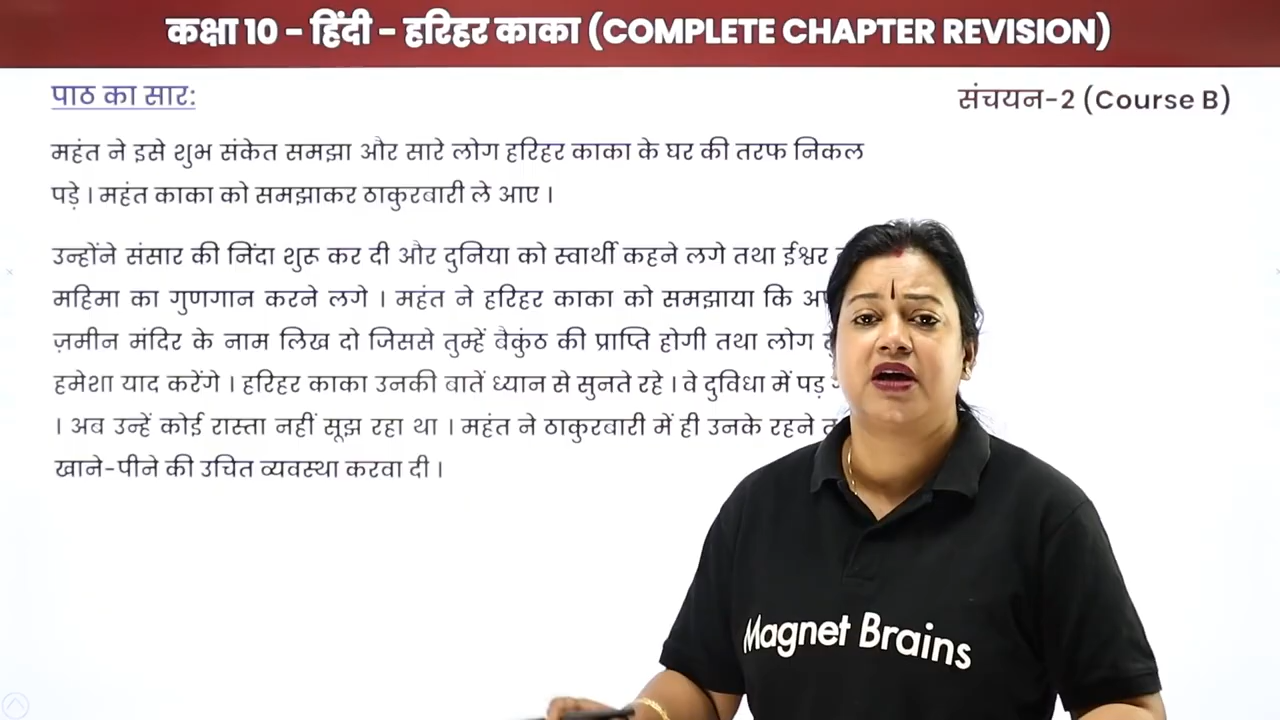 कक्षा 10 - हिंदी - हरिहर काका (COMPLETE CHAPTER REVISION)
पाठ का सार:
संचयन-2 (Course B)
महंत ने इसे शुभ संकेत समझा और सारे लोग हरिहर काका के घर की तरफ निकल
पड़े । महंत काका को समझाकर ठाकुरबारी ले आए ।
उन्होंने संसार की निंदा शुरू कर दी और दुनिया को स्वार्थी कहने लगे तथा ईश्वर
महिमा का गुणगान करने लगे । महंत ने हरिहर काका को समझाया कि
ज़मीन मंदिर के नाम लिख दो जिससे तुम्हें बैकुंठ की प्राप्ति होगी तथा लोग
हमेशा याद करेंगे । हरिहर काका उनकी बातें ध्यान से सुनते रहे । वे दुविधा में पड़
। अब उन्हें कोई रास्ता नहीं सूझ रहा था । महंत ने ठाकुरबारी में ही उनके रहने
खाने-पीने की उचित व्यवस्था करवा दी ।
Magnet Brains